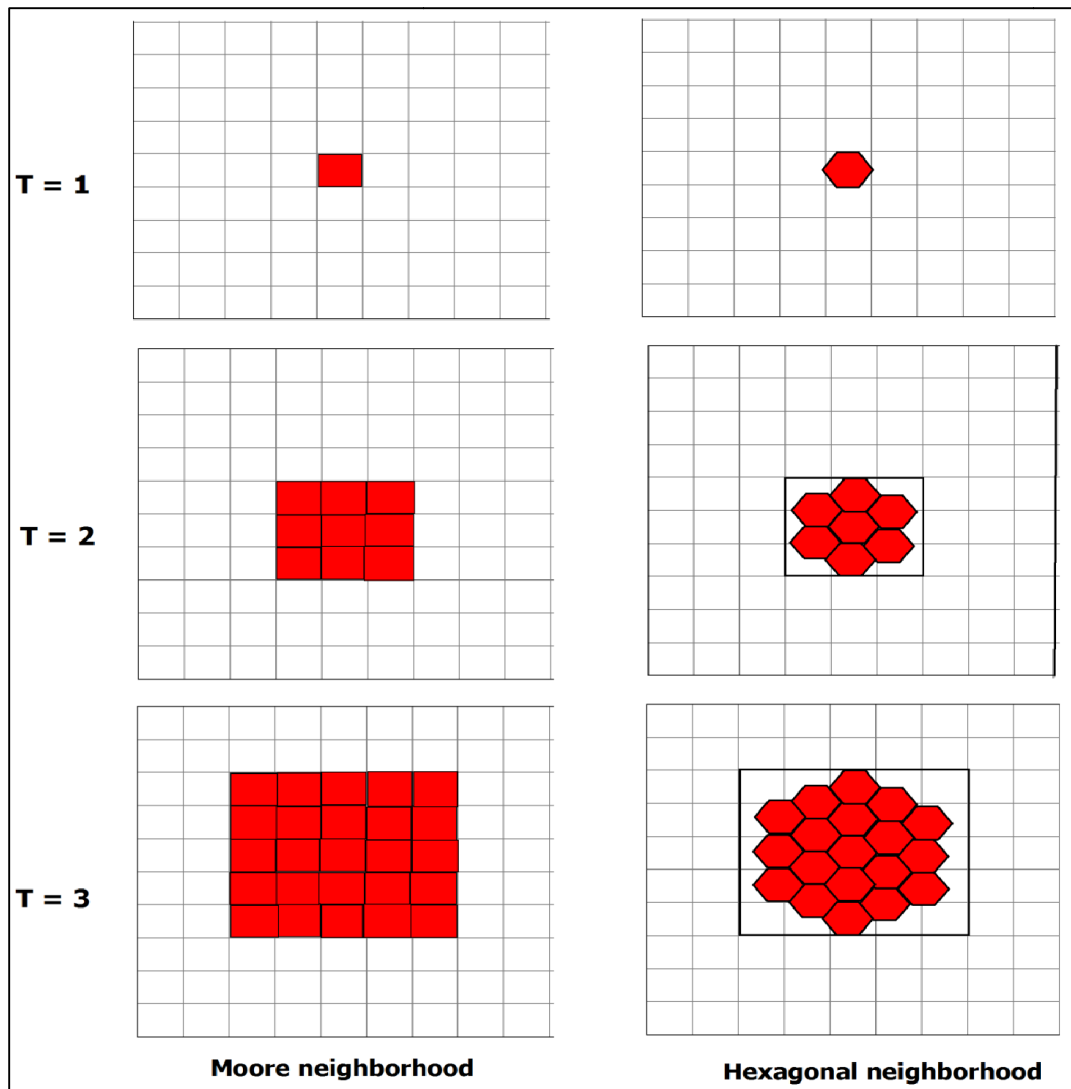 T = 1
T = 2
T = 3
Moore neighborhood
Hexagonal neighborhood